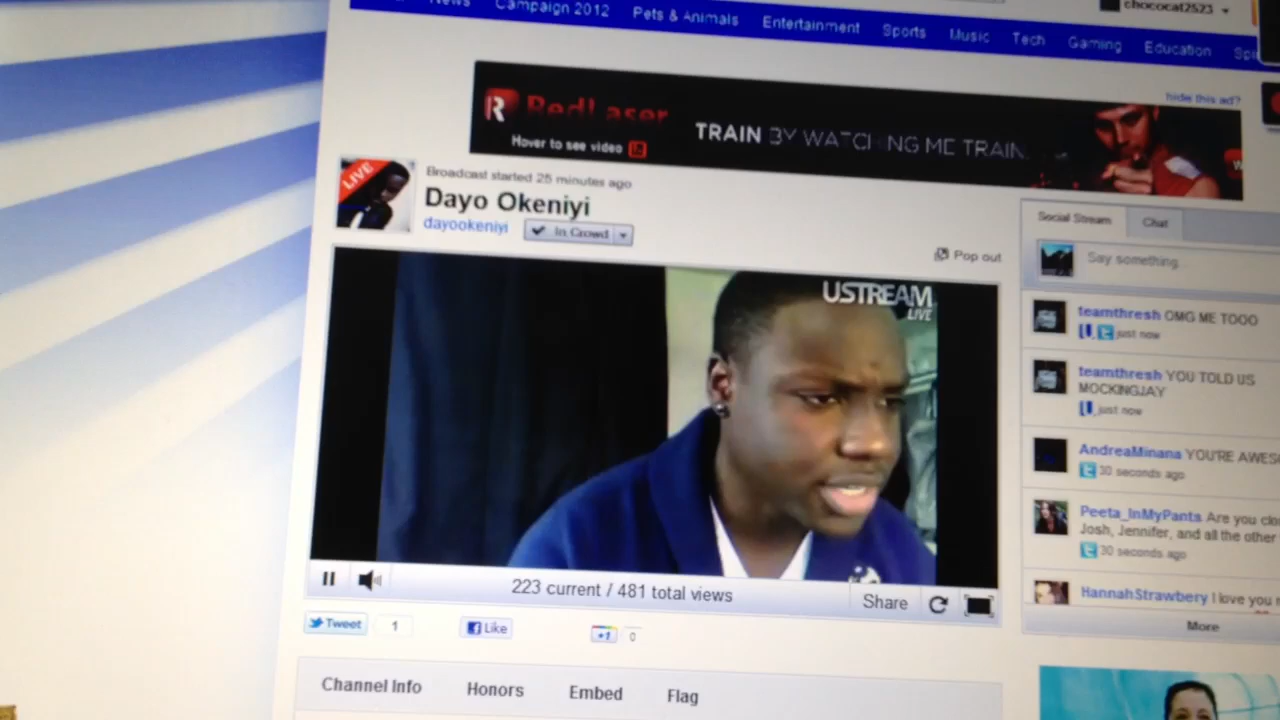 News Campaign 2012 Pets & Animals Entertainment Sports Music Tech Gaming Education
chococat2523
hide this ad?
R RedLaser
Hover to see video
TRAIN BY WATCHING ME TRAIN
LIVE
Broadcast started 25 minutes ago
Dayo Okeniyi
dayookeniyi
In Crowd
Pop out
USTREAM
LIVE
223 current / 481 total views
Share
Tweet 1
Like
+1 0
Channel Info Honors Embed Flag
Social Stream Chat
Say something
teamthresh OMG ME TOOO
just now
teamthresh YOU TOLD US
MOCKINGJAY
just now
AndreaMinana YOU'RE
30 seconds ago
Peeta_InMyPants Are you
Josh, Jennifer, and all the other
30 seconds ago
HannahStrawbery I love you
More